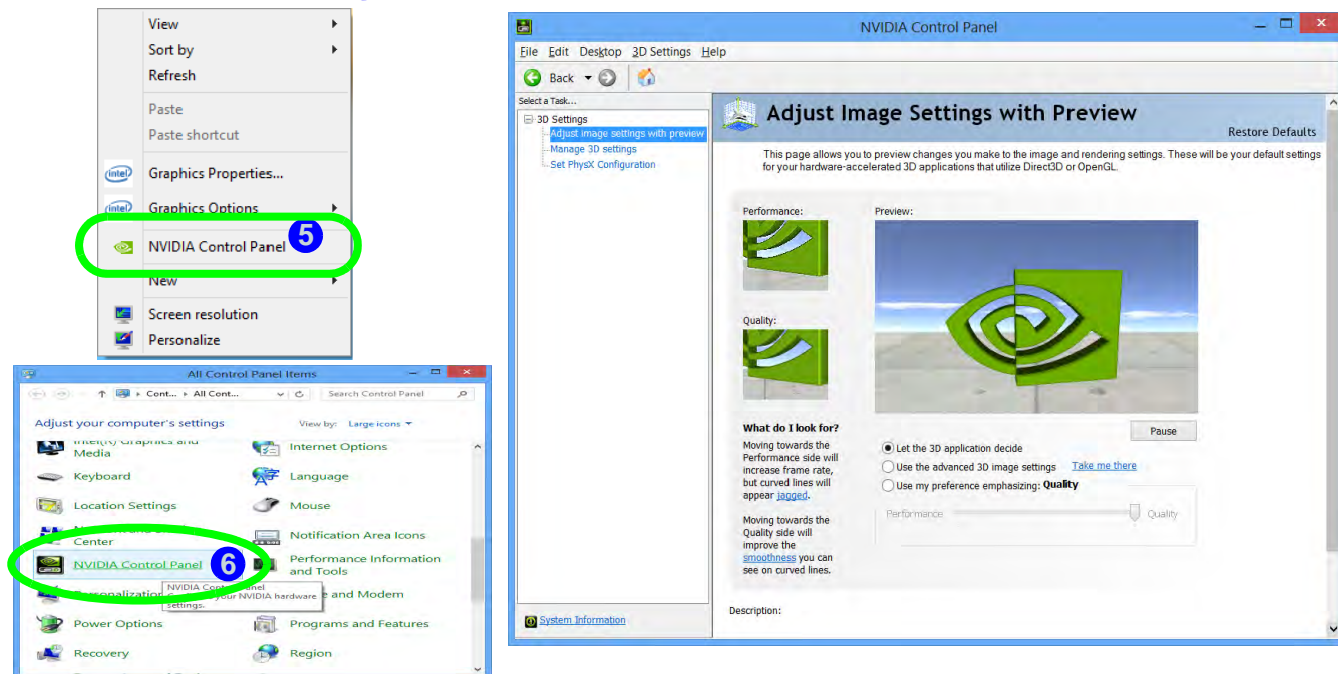 View
Sort by
Refresh
Paste
Paste shortcut
intel Graphics Properties...
intel Graphics Options
NVIDIA Control Panel 5
New
Screen resolution
Personalize
All Control Panel Items
Cont... All Cont... Search Control Panel
Adjust your computer's settings View by: Large icons
Intel(R) Graphics and
Media
Internet Options
Keyboard
Language
Location Settings
Mouse
Center
Notification Area Icons
NVIDIA Control Panel 6
Performance Information
and Tools
NVIDIA Control Panel
your NVIDIA hardware
settings.
Personalization
and Modem
Power Options
Programs and Features
Recovery
Region
NVIDIA Control Panel
File Edit Desktop 3D Settings Help
Back
Select a Task...
3D Settings
Adjust image settings with preview
Manage 3D settings
Set PhysX Configuration
System Information
Adjust Image Settings with Preview
Restore Defaults
This page allows you to preview changes you make to the image and rendering settings. These will be your default settings
for your hardware-accelerated 3D applications that utilize Direct3D or OpenGL.
Performance:
Preview:
Quality:
What do I look for?
Moving towards the
Performance side will
increase frame rate,
but curved lines will
appear jagged.
Moving towards the
Quality side will
improve the
smoothness you can
see on curved lines.
Pause
Let the 3D application decide
Use the advanced 3D image settings Take me there
Use my preference emphasizing: Quality
Performance Quality
Description: